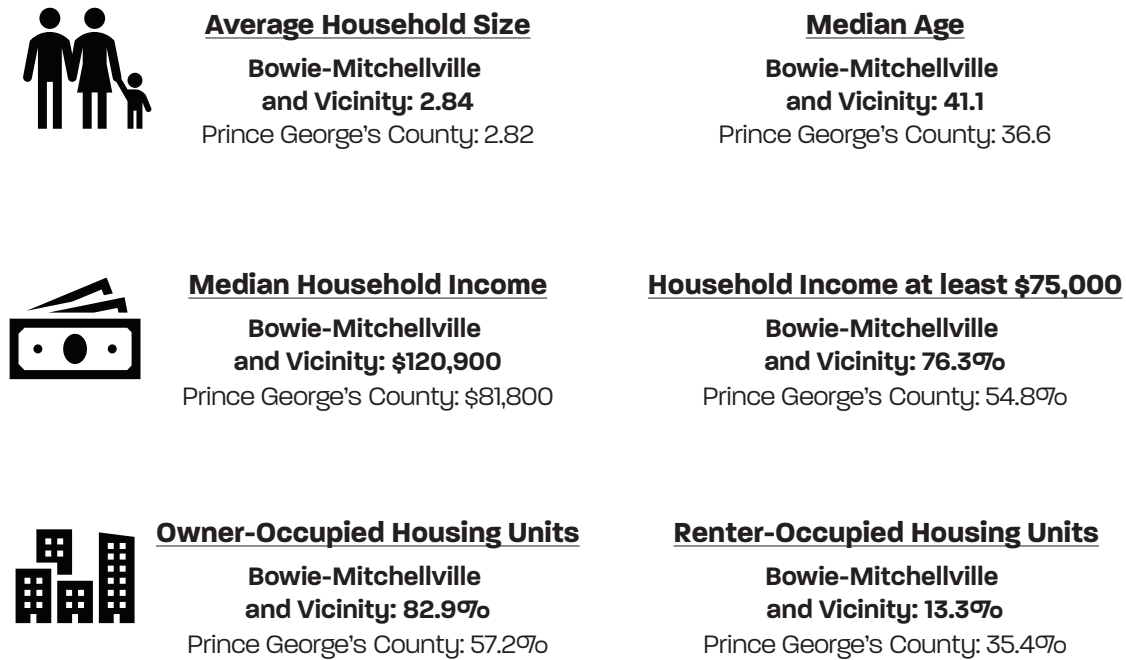 Average Household Size
Bowie-Mitchellville
and Vicinity: 2.84
Prince George’s County: 2.82
Median Age
Bowie-Mitchellville
and Vicinity: 41.1
Prince George’s County: 36.6
Median Household Income
Bowie-Mitchellville
and Vicinity: $120,900
Prince George’s County: $81,800
Household Income at least $75,000
Bowie-Mitchellville
and Vicinity: 76.3%
Prince George’s County: 54.8%
Owner-Occupied Housing Units
Bowie-Mitchellville
and Vicinity: 82.9%
Prince George’s County: 57.2%
Renter-Occupied Housing Units
Bowie-Mitchellville
and Vicinity: 13.3%
Prince George’s County: 35.4%